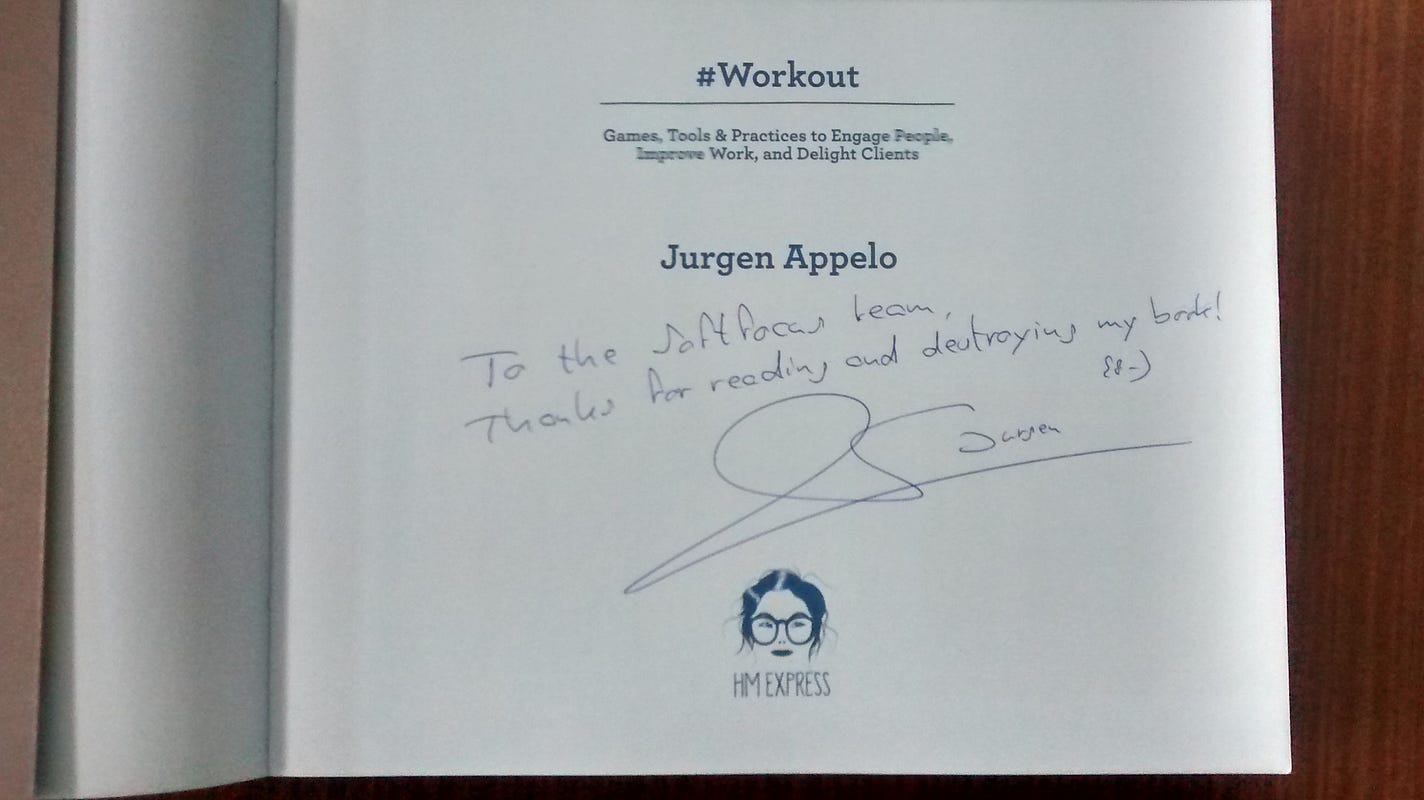 #Workout
Games, Tools & Practices to Engage People,
Improve Work, and Delight Clients
Jurgen Appelo
To the Softfocus team,
Thanks for reading and destroying my book!
{8-)
Jurgen
HM EXPRESS